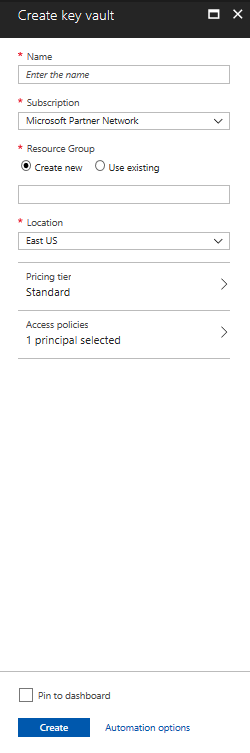 Create key vault
* Name
Enter the name
* Subscription
Microsoft Partner Network
* Resource Group
Create new Use existing
* Location
East US
Pricing tier
Standard
Access policies
1 principal selected
Pin to dashboard
Create Automation options